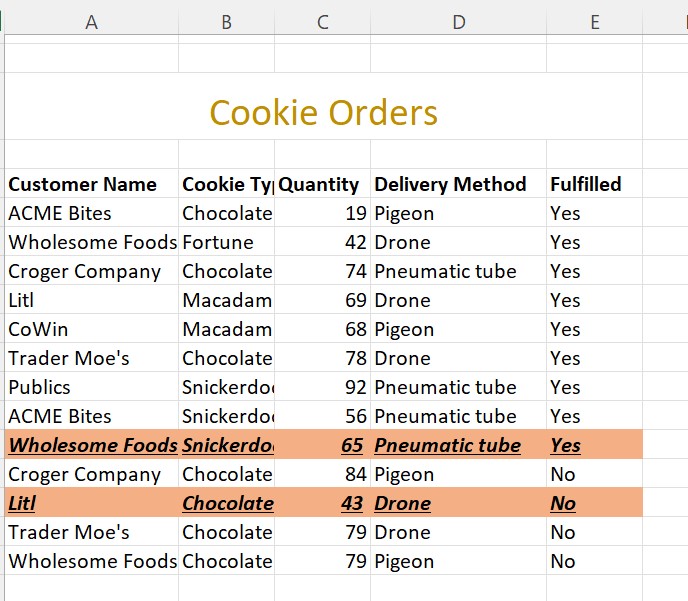 A B C D E
Cookie Orders
Customer Name Cookie Ty Quantity Delivery Method Fulfilled
ACME Bites Chocolate 19 Pigeon Yes
Wholesome Foods Fortune 42 Drone Yes
Croger Company Chocolate 74 Pneumatic tube Yes
Litl Macadam 69 Drone Yes
CoWin Macadam 68 Pigeon Yes
Trader Moe's Chocolate 78 Drone Yes
Publics Snickerdo 92 Pneumatic tube Yes
ACME Bites Snickerdo 56 Pneumatic tube Yes
Wholesome Foods Snickerdo 65 Pneumatic tube Yes
Croger Company Chocolate 84 Pigeon No
Litl Chocolate 43 Drone No
Trader Moe's Chocolate 79 Drone No
Wholesome Foods Chocolate 79 Pigeon No